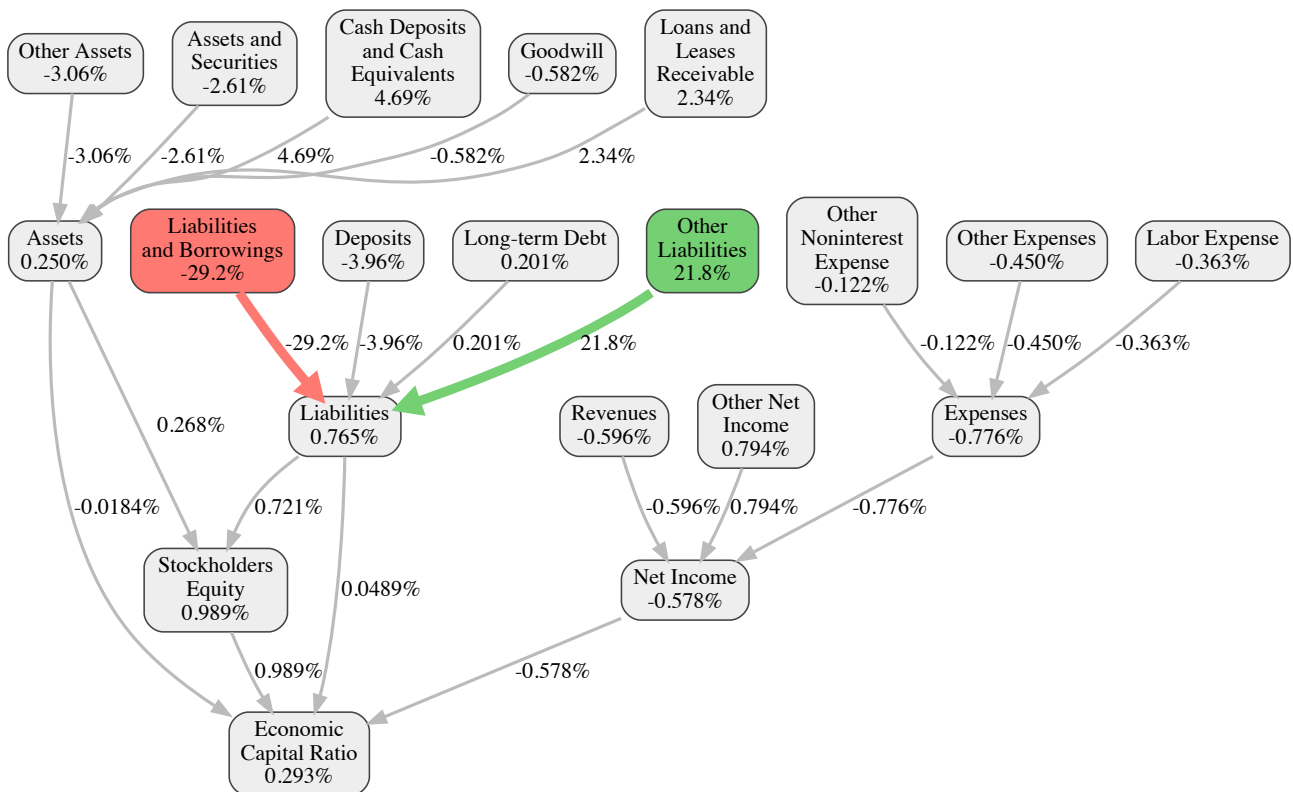 Other Assets
-3.06%
Assets and
Securities
-2.61%
Cash Deposits
and Cash
Equivalents
4.69%
Goodwill
-0.582%
Loans and
Leases
Receivable
2.34%
-3.06%
-2.61%
4.69%
-0.582%
2.34%
Assets
0.250%
Liabilities
and Borrowings
-29.2%
Deposits
-3.96%
Long-term Debt
0.201%
Other
Liabilities
21.8%
Other
Noninterest
Expense
-0.122%
Other Expenses
-0.450%
Labor Expense
-0.363%
-29.2%
-3.96%
0.201%
21.8%
-0.122%
-0.450%
-0.363%
0.268%
Liabilities
0.765%
Revenues
-0.596%
Other Net
Income
0.794%
Expenses
-0.776%
-0.0184%
0.721%
-0.596%
0.794%
-0.776%
Stockholders
Equity
0.989%
0.0489%
Net Income
-0.578%
0.989%
-0.578%
Economic
Capital Ratio
0.293%